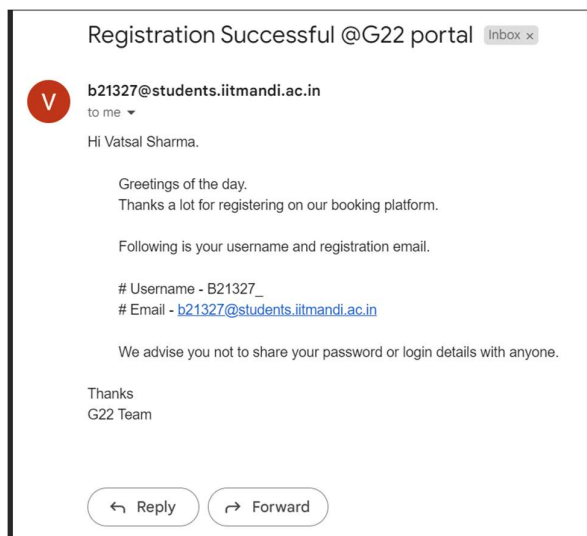 Registration Successful @G22 portal Inbox ×
V
b21327@students.iitmandi.ac.in
to me
Hi Vatsal Sharma.
Greetings of the day.
Thanks a lot for registering on our booking platform.
Following is your username and registration email.
# Username - B21327_
# Email - b21327@students.iitmandi.ac.in
We advise you not to share your password or login details with anyone.
Thanks
G22 Team
Reply Forward